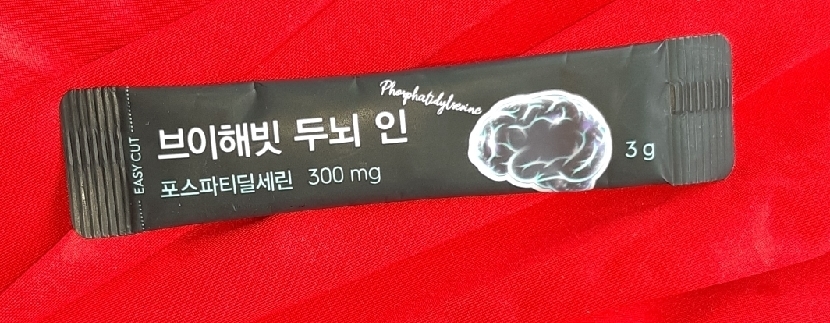 Phosphatidylserine
브이해빗 두뇌 인
포스파티딜세린 300 mg
3 g
EASY CUT